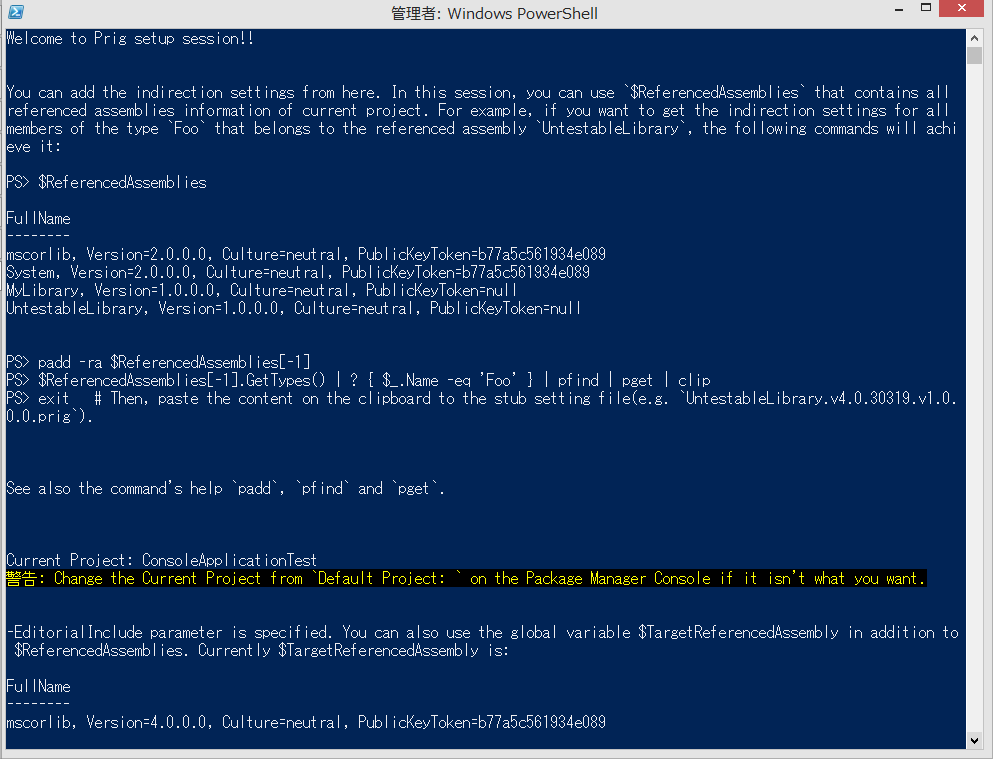 管理者: Windows PowerShell
Welcome to Prig setup session!!
You can add the indirection settings from here. In this session, you can use `$ReferencedAssemblies` that contains all
referenced assemblies information of current project. For example, if you want to get the indirection settings for all
members of the type `Foo` that belongs to the referenced assembly `UntestableLibrary`, the following commands will achi
eve it:
PS> $ReferencedAssemblies
FullName
--------
mscorlib, Version=2.0.0.0, Culture=neutral, PublicKeyToken=b77a5c561934e089
System, Version=2.0.0.0, Culture=neutral, PublicKeyToken=b77a5c561934e089
MyLibrary, Version=1.0.0.0, Culture=neutral, PublicKeyToken=null
UntestableLibrary, Version=1.0.0.0, Culture=neutral, PublicKeyToken=null
PS> padd -ra $ReferencedAssemblies[-1]
PS> $ReferencedAssemblies[-1].GetTypes() | ? { $_.Name -eq 'Foo' } | pfind | pget | clip
PS> exit   # Then, paste the content on the clipboard to the stub setting file(e.g. `UntestableLibrary.v4.0.30319.v1.0.
0.0.prig`).
See also the command's help `padd`, `pfind` and `pget`.
Current Project: ConsoleApplicationTest
警告: Change the Current Project from `Default Project: ` on the Package Manager Console if it isn't what you want.
-EditorialInclude parameter is specified. You can also use the global variable $TargetReferencedAssembly in addition to
 $ReferencedAssemblies. Currently $TargetReferencedAssembly is:
FullName
--------
mscorlib, Version=4.0.0.0, Culture=neutral, PublicKeyToken=b77a5c561934e089